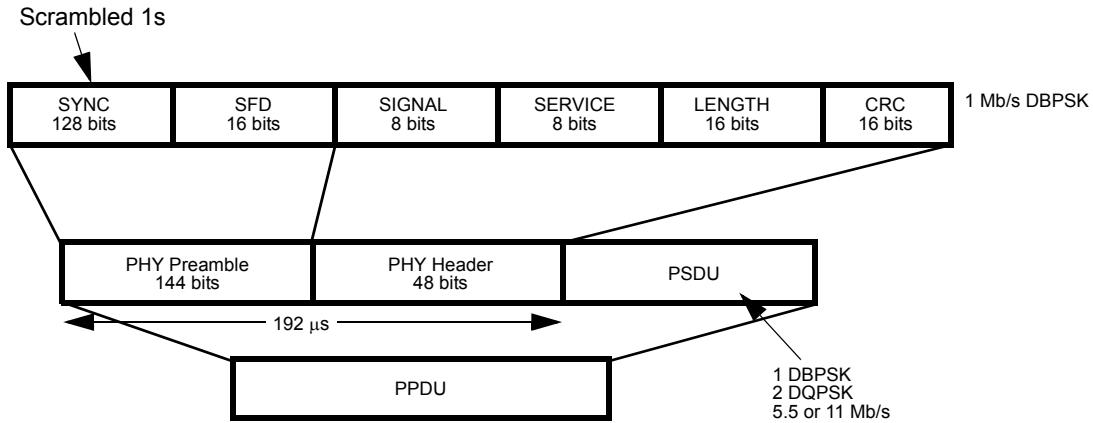 Scrambled 1s
SYNC
128 bits
SFD
16 bits
SIGNAL
8 bits
SERVICE
8 bits
LENGTH
16 bits
CRC
16 bits
1 Mb/s DBPSK
PHY Preamble
144 bits
PHY Header
48 bits
PSDU
192 μs
PPDU
1 DBPSK
2 DQPSK
5.5 or 11 Mb/s